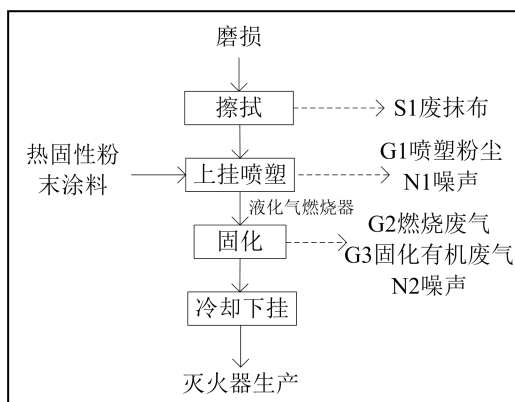 磨损
擦拭
S1废抹布
热固性粉
末涂料
上挂喷塑
G1喷塑粉尘
N1噪声
液化气燃烧器
固化
G2燃烧废气
G3固化有机废气
N2噪声
冷却下挂
灭火器生产